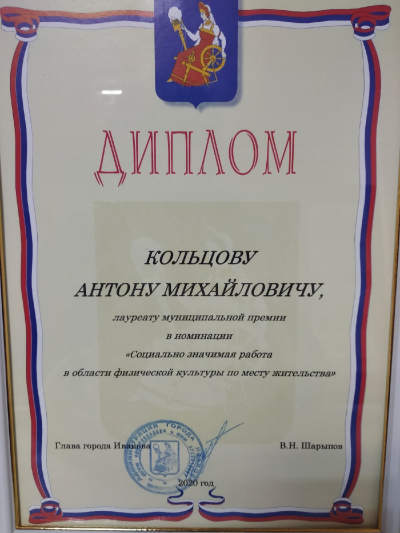 ДИПЛОМ
КОЛЬЦОВУ
АНТОНУ МИХАЙЛОВИЧУ,
лауреату муниципальной премии
в номинации
«Социально значимая работа
в области физической культуры по месту жительства»
Глава города Иванова
В.Н. Шарыпов
2020 год